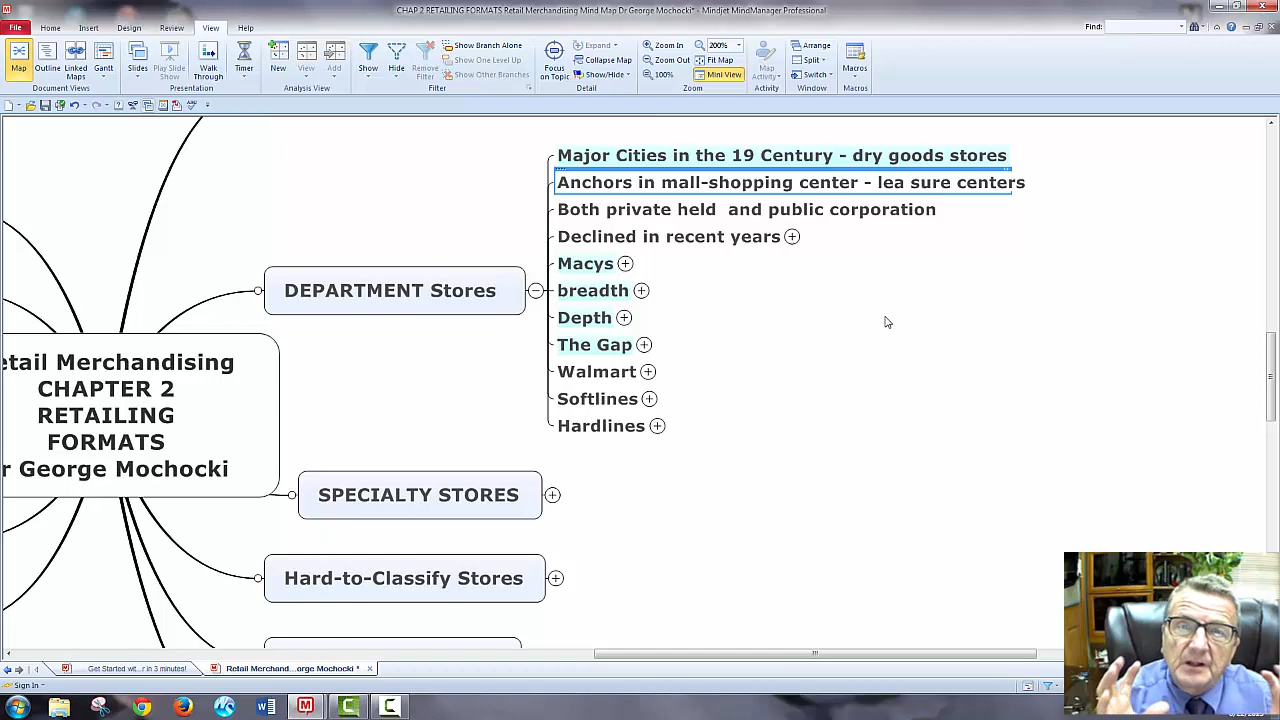 CHAP 2 RETAILING FORMATS Retail Merchandising Mind Map Dr George Mochocki* - Mindjet MindManager Professional
File Home Insert Design Review View Help Find:
Map Outline Linked Maps Gantt Slides Play Slide Show Walk Through Timer New View Add Show Hide Remove Filter Show Branch Alone Show One Level Up Show Other Branches Focus on Topic Expand Collapse Map Show/Hide Zoom In Zoom Out 100% 200% Fit Map Mini View Map Activity Arrange Split Switch Macros
Document Views Presentation Analysis View Filter Detail Zoom Activity Window Macros
Major Cities in the 19 Century - dry goods stores
Anchors in mall-shopping center - lea sure centers
Both private held and public corporation
Declined in recent years
DEPARTMENT Stores
Macys
breadth
Depth
The Gap
Walmart
Softlines
Hardlines
etail Merchandising
CHAPTER 2
RETAILING
FORMATS
r George Mochocki
SPECIALTY STORES
Hard-to-Classify Stores
Get Started wit...r in 3 minutes!
Retail Merchand...orge Mochocki *
Sign In